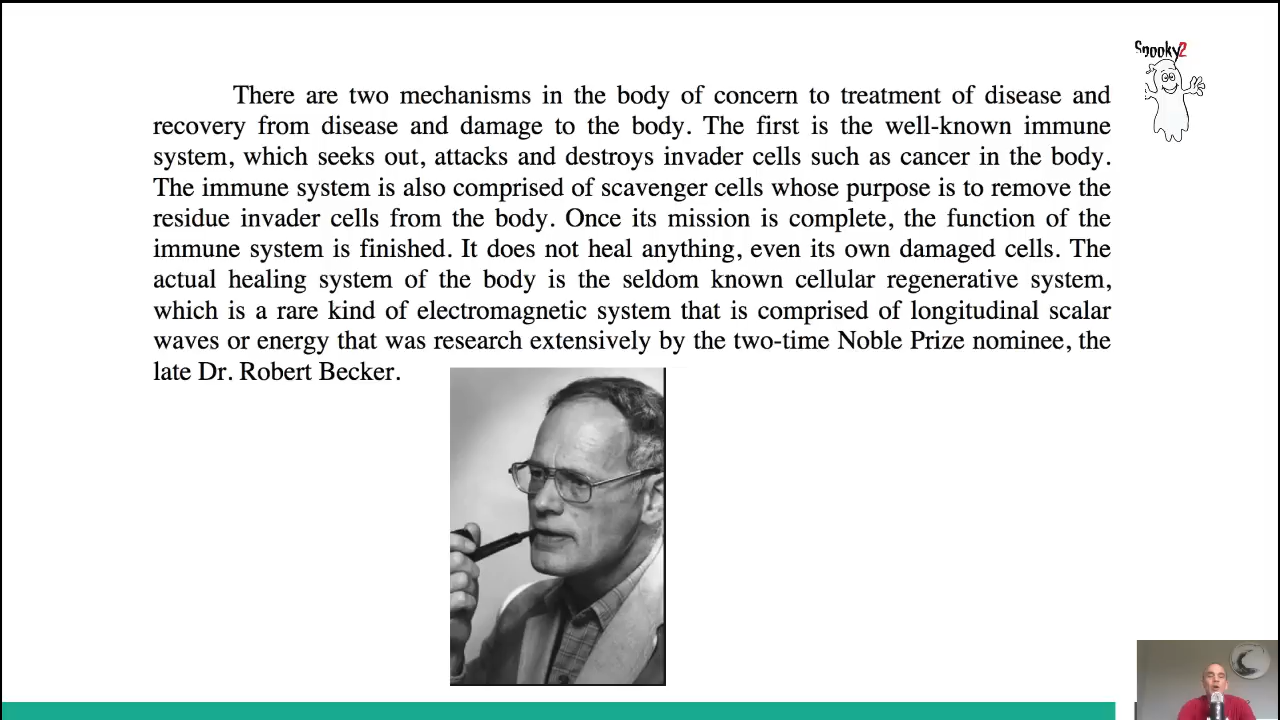 Spooky2
There are two mechanisms in the body of concern to treatment of disease and
recovery from disease and damage to the body. The first is the well-known immune
system, which seeks out, attacks and destroys invader cells such as cancer in the body.
The immune system is also comprised of scavenger cells whose purpose is to remove the
residue invader cells from the body. Once its mission is complete, the function of the
immune system is finished. It does not heal anything, even its own damaged cells. The
actual healing system of the body is the seldom known cellular regenerative system,
which is a rare kind of electromagnetic system that is comprised of longitudinal scalar
waves or energy that was research extensively by the two-time Noble Prize nominee, the
late Dr. Robert Becker.